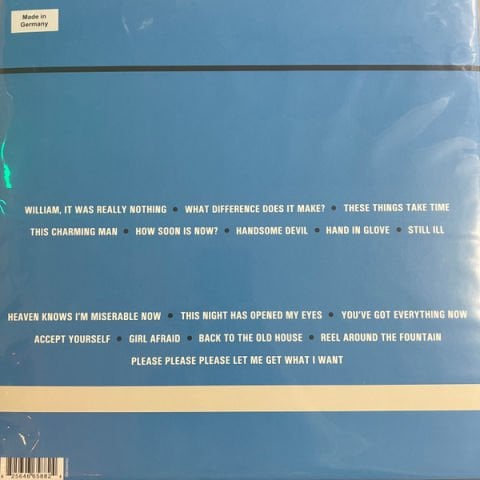 Made in
Germany
WILLIAM, IT WAS REALLY NOTHING • WHAT DIFFERENCE DOES IT MAKE? • THESE THINGS TAKE TIME
THIS CHARMING MAN • HOW SOON IS NOW? • HANDSOME DEVIL • HAND IN GLOVE • STILL ILL
HEAVEN KNOWS I'M MISERABLE NOW • THIS NIGHT HAS OPENED MY EYES • YOU'VE GOT EVERYTHING NOW
ACCEPT YOURSELF • GIRL AFRAID • BACK TO THE OLD HOUSE • REEL AROUND THE FOUNTAIN
PLEASE PLEASE PLEASE LET ME GET WHAT I WANT
25646 65882